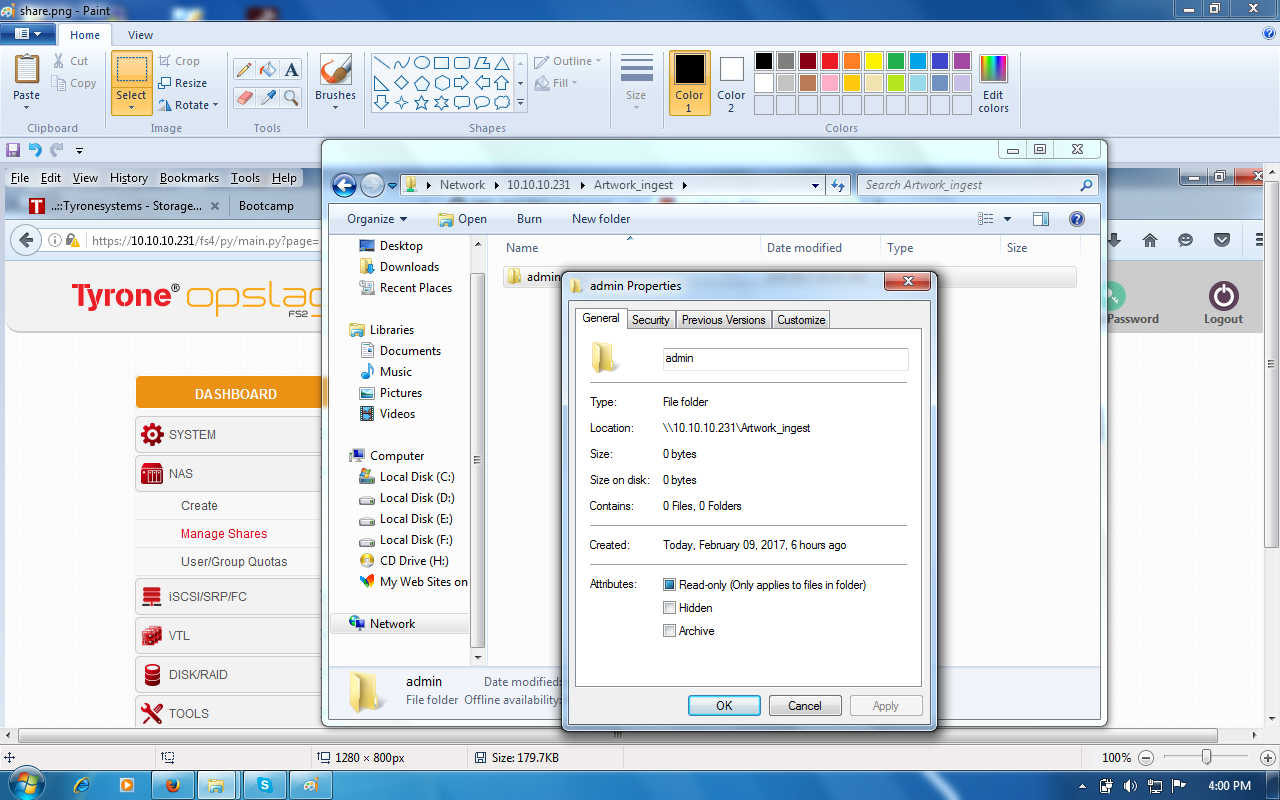 share.png - Paint
Home View
Paste
Cut
Copy
Clipboard
Select
Crop
Resize
Rotate
Image
A
Tools
Brushes
Outline
Fill
Shapes
Size
Color 1
Color 2
Edit colors
Colors
File Edit View History Bookmarks Tools Help
..::Tyronesystems - Storage...
Bootcamp
https://10.10.10.231/fs4/py/main.py?page=
Tyrone® opslag
FS2
Password
Logout
DASHBOARD
SYSTEM
NAS
Create
Manage Shares
User/Group Quotas
iSCSI/SRP/FC
VTL
DISK/RAID
TOOLS
Network 10.10.10.231 Artwork_ingest
Search Artwork_ingest
Organize Open Burn New folder
Desktop
Downloads
Recent Places
Libraries
Documents
Music
Pictures
Videos
Computer
Local Disk (C:)
Local Disk (D:)
Local Disk (E:)
Local Disk (F:)
CD Drive (H:)
My Web Sites on
Network
Name Date modified Type Size
admin
admin Date modified:
File folder Offline availability:
admin Properties
General Security Previous Versions Customize
admin
Type: File folder
Location: \\10.10.10.231\Artwork_ingest
Size: 0 bytes
Size on disk: 0 bytes
Contains: 0 Files, 0 Folders
Created: Today, February 09, 2017, 6 hours ago
Attributes: Read-only (Only applies to files in folder)
Hidden
Archive
OK Cancel Apply
1280 × 800px
Size: 179.7KB
100%
4:00 PM